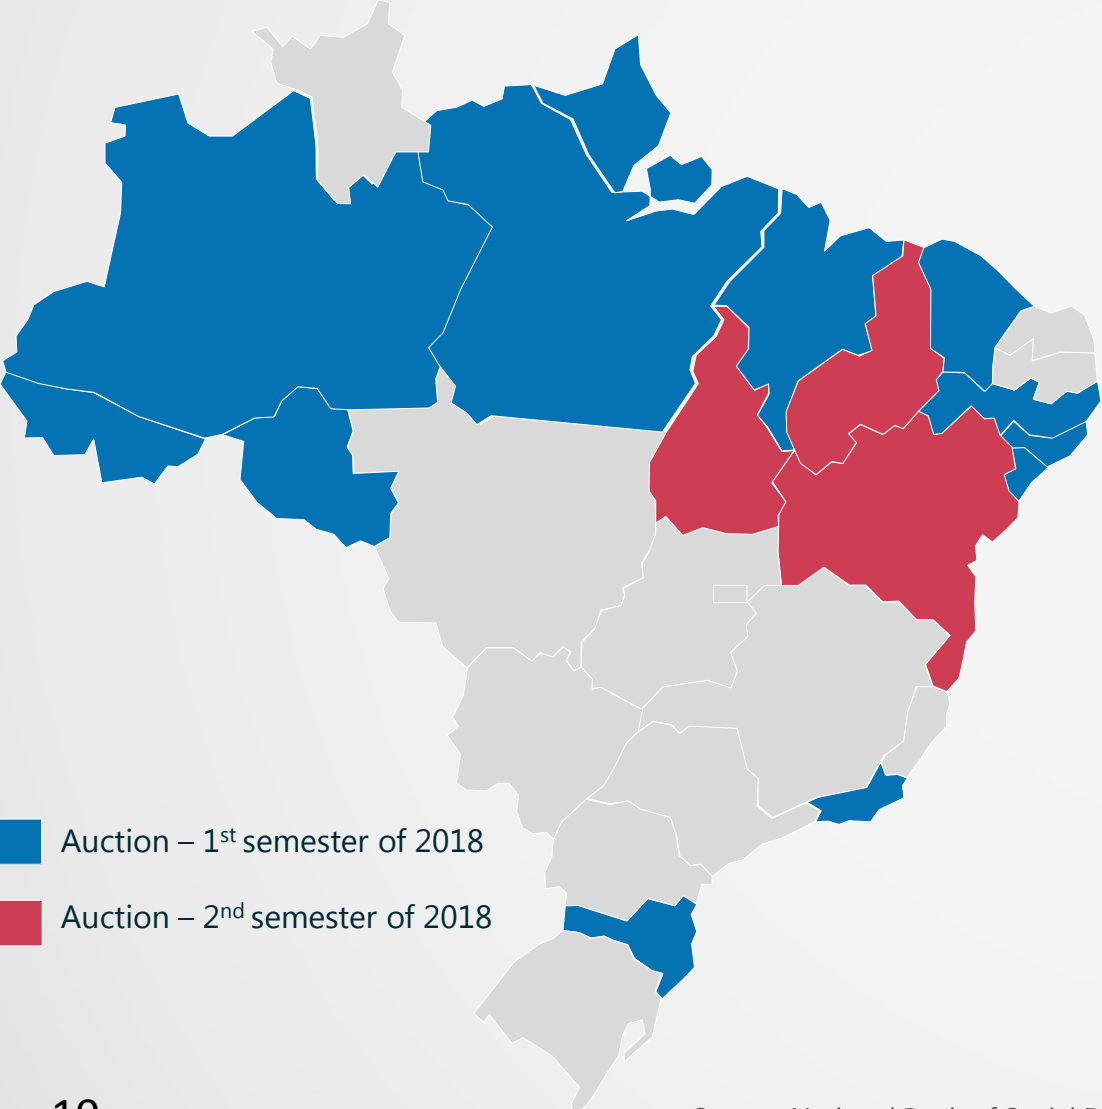 Auction – 1st semester of 2018
Auction – 2nd semester of 2018